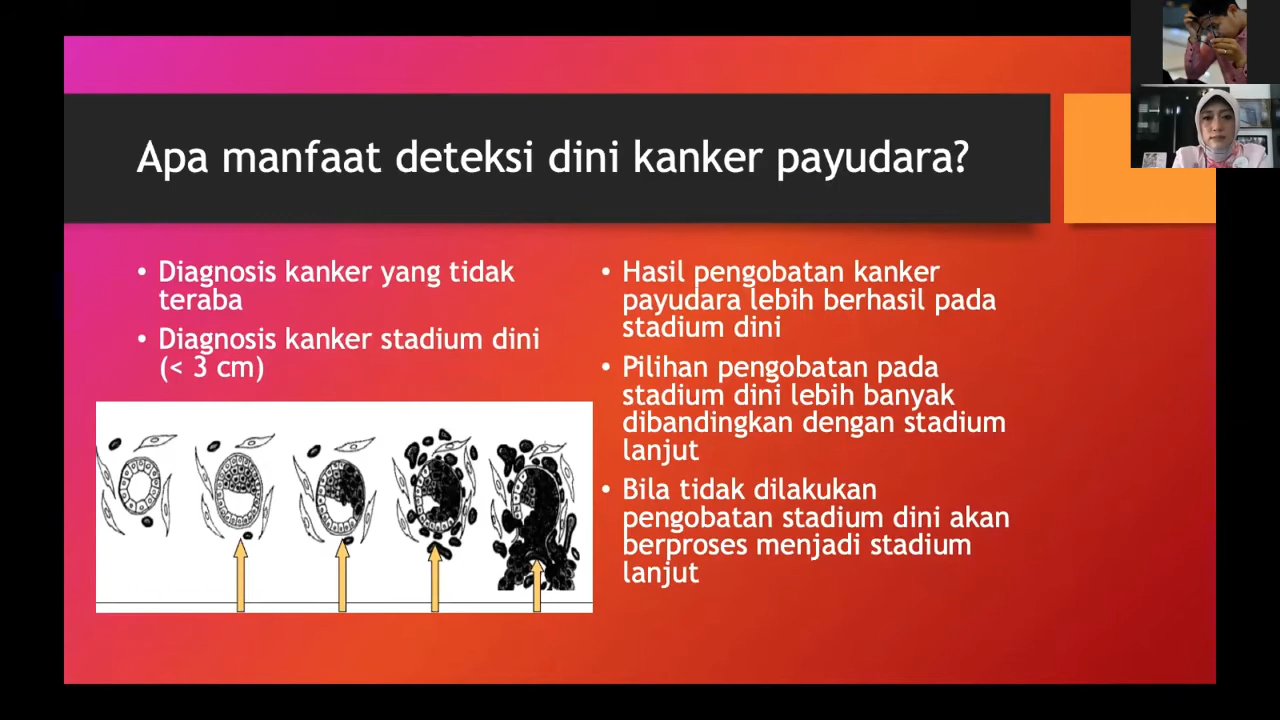 Apa manfaat deteksi dini kanker payudara?
• Diagnosis kanker yang tidak
teraba
• Diagnosis kanker stadium dini
(< 3 cm)
• Hasil pengobatan kanker
payudara lebih berhasil pada
stadium dini
• Pilihan pengobatan pada
stadium dini lebih banyak
dibandingkan dengan stadium
lanjut
• Bila tidak dilakukan
pengobatan stadium dini akan
berproses menjadi stadium
lanjut